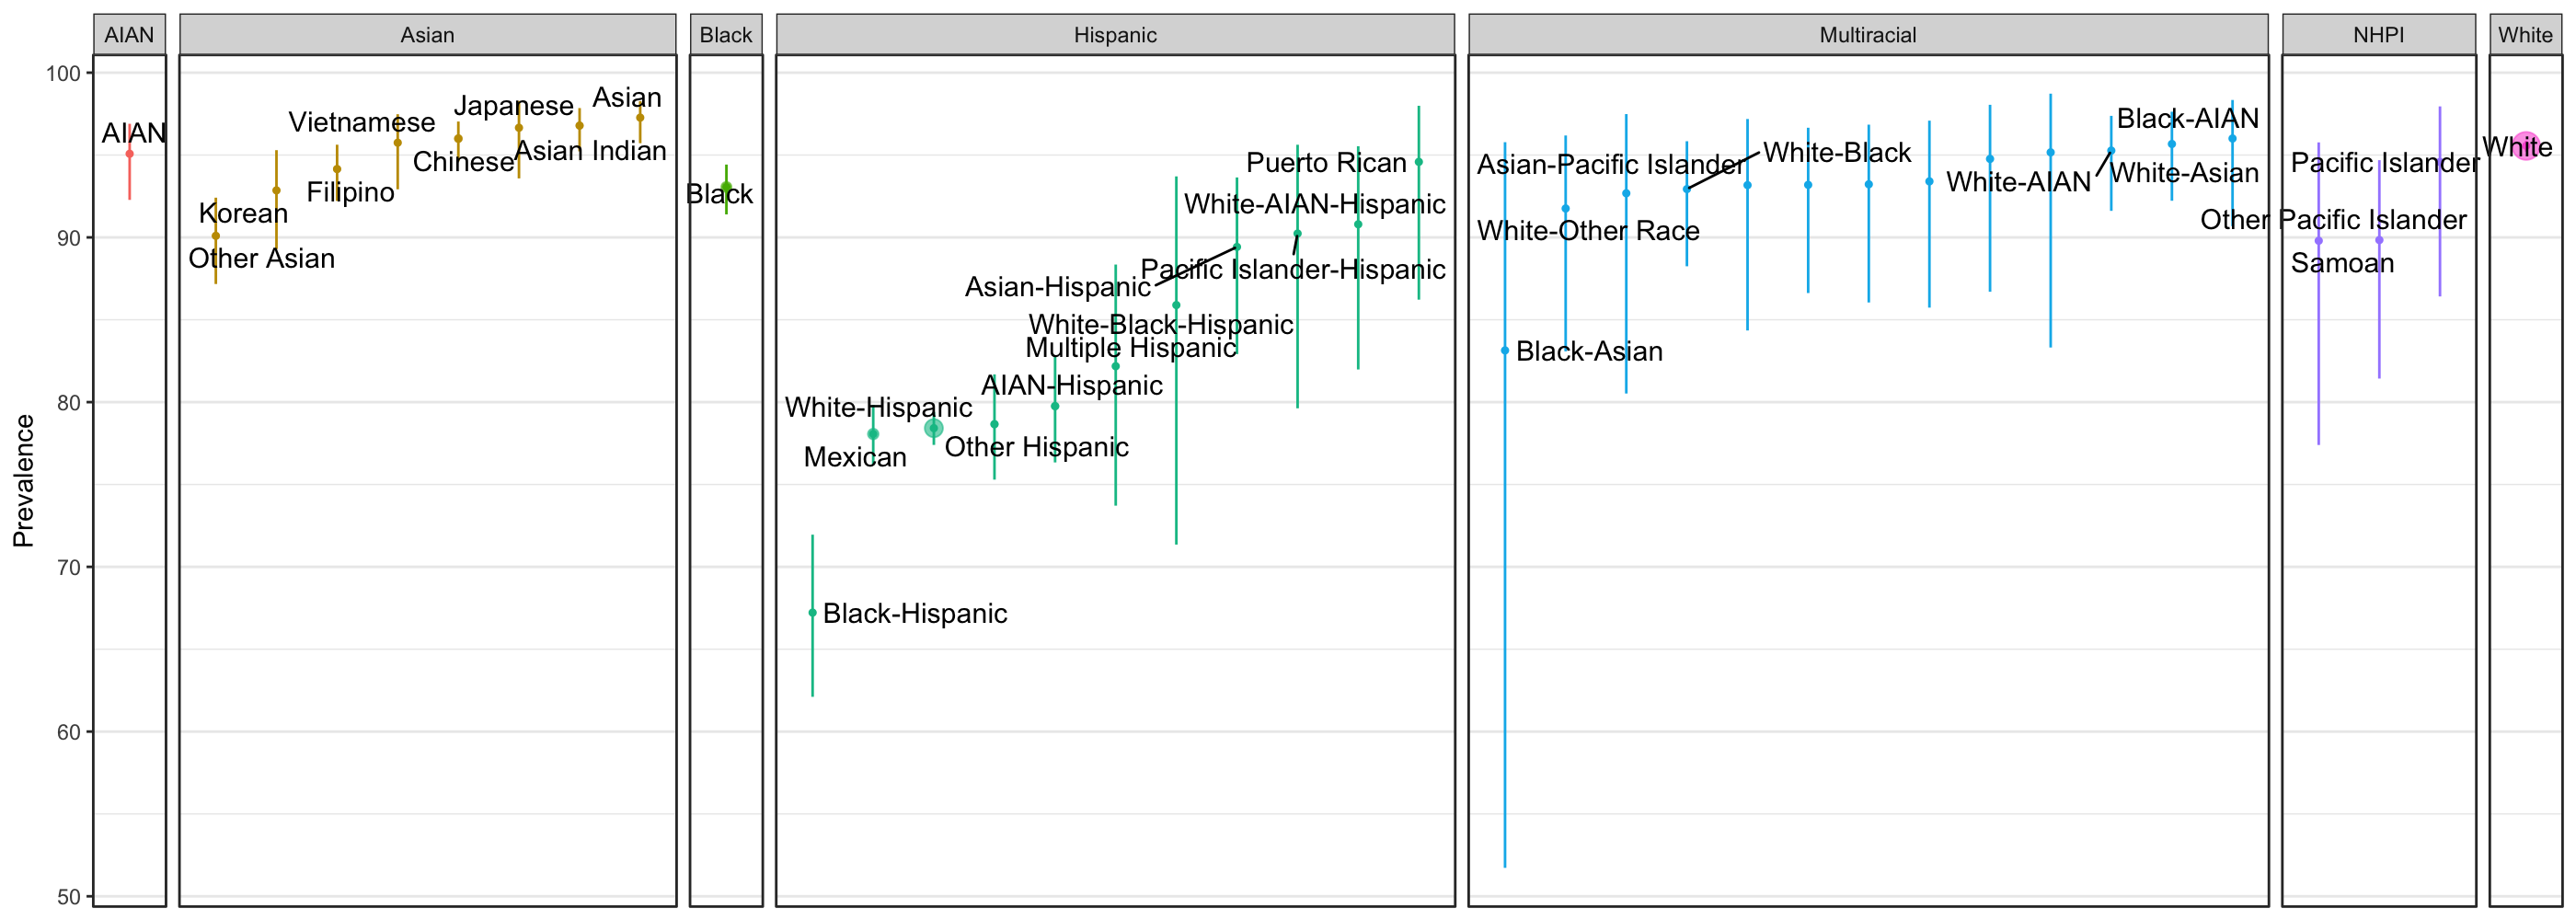 AIAN
Asian
Black
Hispanic
Multiracial
NHPI
White
Prevalence
100
90
80
70
60
50
AIAN
Korean
Other Asian
Vietnamese
Filipino
Chinese
Japanese
Asian Indian
Asian
Black
Black-Hispanic
White-Hispanic
Mexican
Other Hispanic
AIAN-Hispanic
Multiple Hispanic
White-Black-Hispanic
Asian-Hispanic
Pacific Islander-Hispanic
White-AIAN-Hispanic
Puerto Rican
Black-Asian
White-Other Race
Asian-Pacific Islander
White-Black
White-AIAN
White-Asian
Black-AIAN
Samoan
Other Pacific Islander
Pacific Islander
White